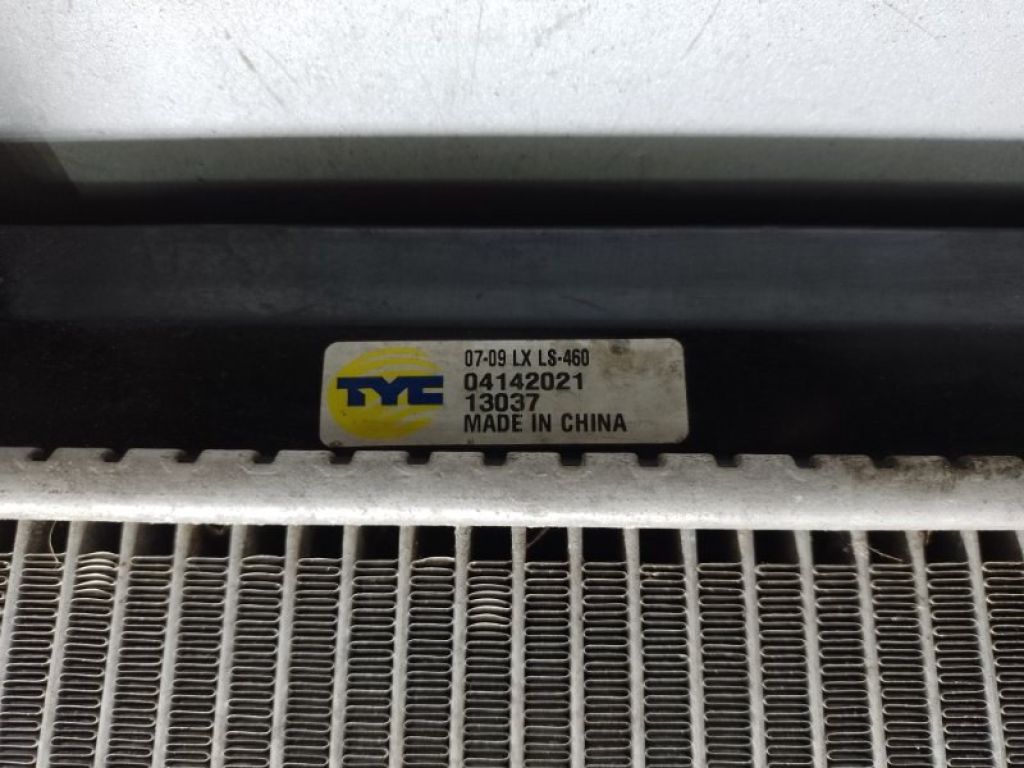 TYC
07-09 LX LS-460
04142021
13037
MADE IN CHINA